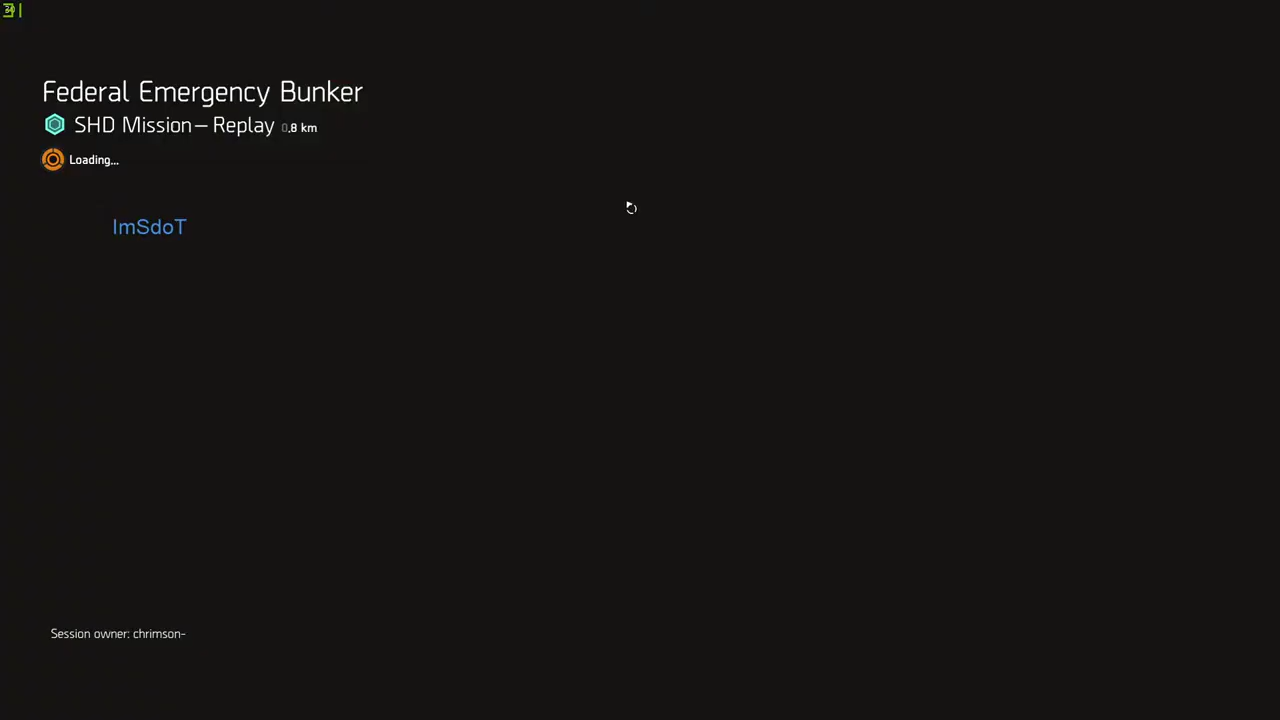 Federal Emergency Bunker
SHD Mission— Replay 0.8 km
Loading...
ImSdoT
Session owner: chrimson-